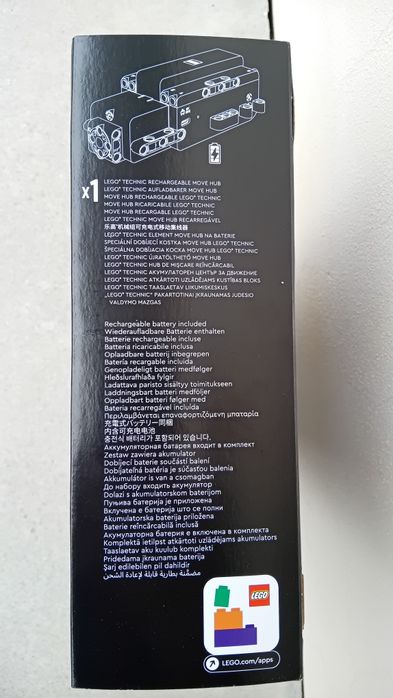 x1
LEGO® TECHNIC RECHARGEABLE MOVE HUB
LEGO® TECHNIC AUFLADBARER MOVE HUB
MOVE HUB RECHARGEABLE LEGO® TECHNIC
MOVE HUB RICARICABILE LEGO® TECHNIC
MOVE HUB RECARGABLE LEGO® TECHNIC
LEGO® TECHNIC MOVE HUB RECARREGÁVEL
乐高®机械组可充电式移动集线器
LEGO® TECHNIC ELEMENT MOVE HUB NA BATERIE
SPECIÁLNÍ DOBÍJECÍ KOSTKA MOVE HUB LEGO® TECHNIC
ŠPECIÁLNA DOBÍJACIA KOCKA MOVE HUB LEGO® TECHNIC
LEGO® TECHNIC ÚJRATÖLTHETŐ MOVE HUB
LEGO® TECHNIC HUB DE MIȘCARE REÎNCĂRCABIL
LEGO® TECHNIC АКУМУЛАТОРЕН ЦЕНТЪР ЗА ДВИЖЕНИЕ
LEGO® TECHNIC ATKĀRTOTI UZLĀDĒJAMS KUSTĪBAS BLOKS
LEGO® TECHNIC TAASLAETAV LIIKUMISKESKUS
„LEGO® TECHNIC“ PAKARTOTINAI ĮKRAUNAMAS JUDESIO
VALDYMO MAZGAS
Rechargeable battery included
Wiederaufladbare Batterie enthalten
Batterie rechargeable incluse
Batteria ricaricabile inclusa
Oplaadbare batterij inbegrepen
Batería recargable incluida
Genopladeligt batteri medfølger
Hleðslurafhlaða fylgir
Ladattava paristo sisältyy toimitukseen
Laddningsbart batteri medföljer
Oppladbart batteri følger med
Bateria recarregável incluída
Περιλαμβάνεται επαναφορτιζόμενη μπαταρία
充電式バッテリー同梱
内含可充电电池
충전식 배터리가 포함되어 있습니다.
Аккумуляторная батарея входит в комплект
Zestaw zawiera akumulator
Dobíjecí baterie součástí balení
Dobíjateľná batéria je súčasťou balenia
Akkumulátor is van a csomagban
До набору входить акумулятор
Dolazi s akumulatorskom baterijom
Пуњива батерија је приложена
Вклучена е батерија што се полни
Akumulatorska baterija priložena
Baterie reîncărcabilă inclusă
Акумулаторна батерия е включена в комплекта
Komplektā ietilpst atkārtoti uzlādējams akumulators
Taaslaetav aku kuulub komplekti
Pridedama įkraunama baterija
Şarj edilebilen pil dahildir
مضمَّنة بطارية قابلة لإعادة الشحن
LEGO
LEGO.com/apps